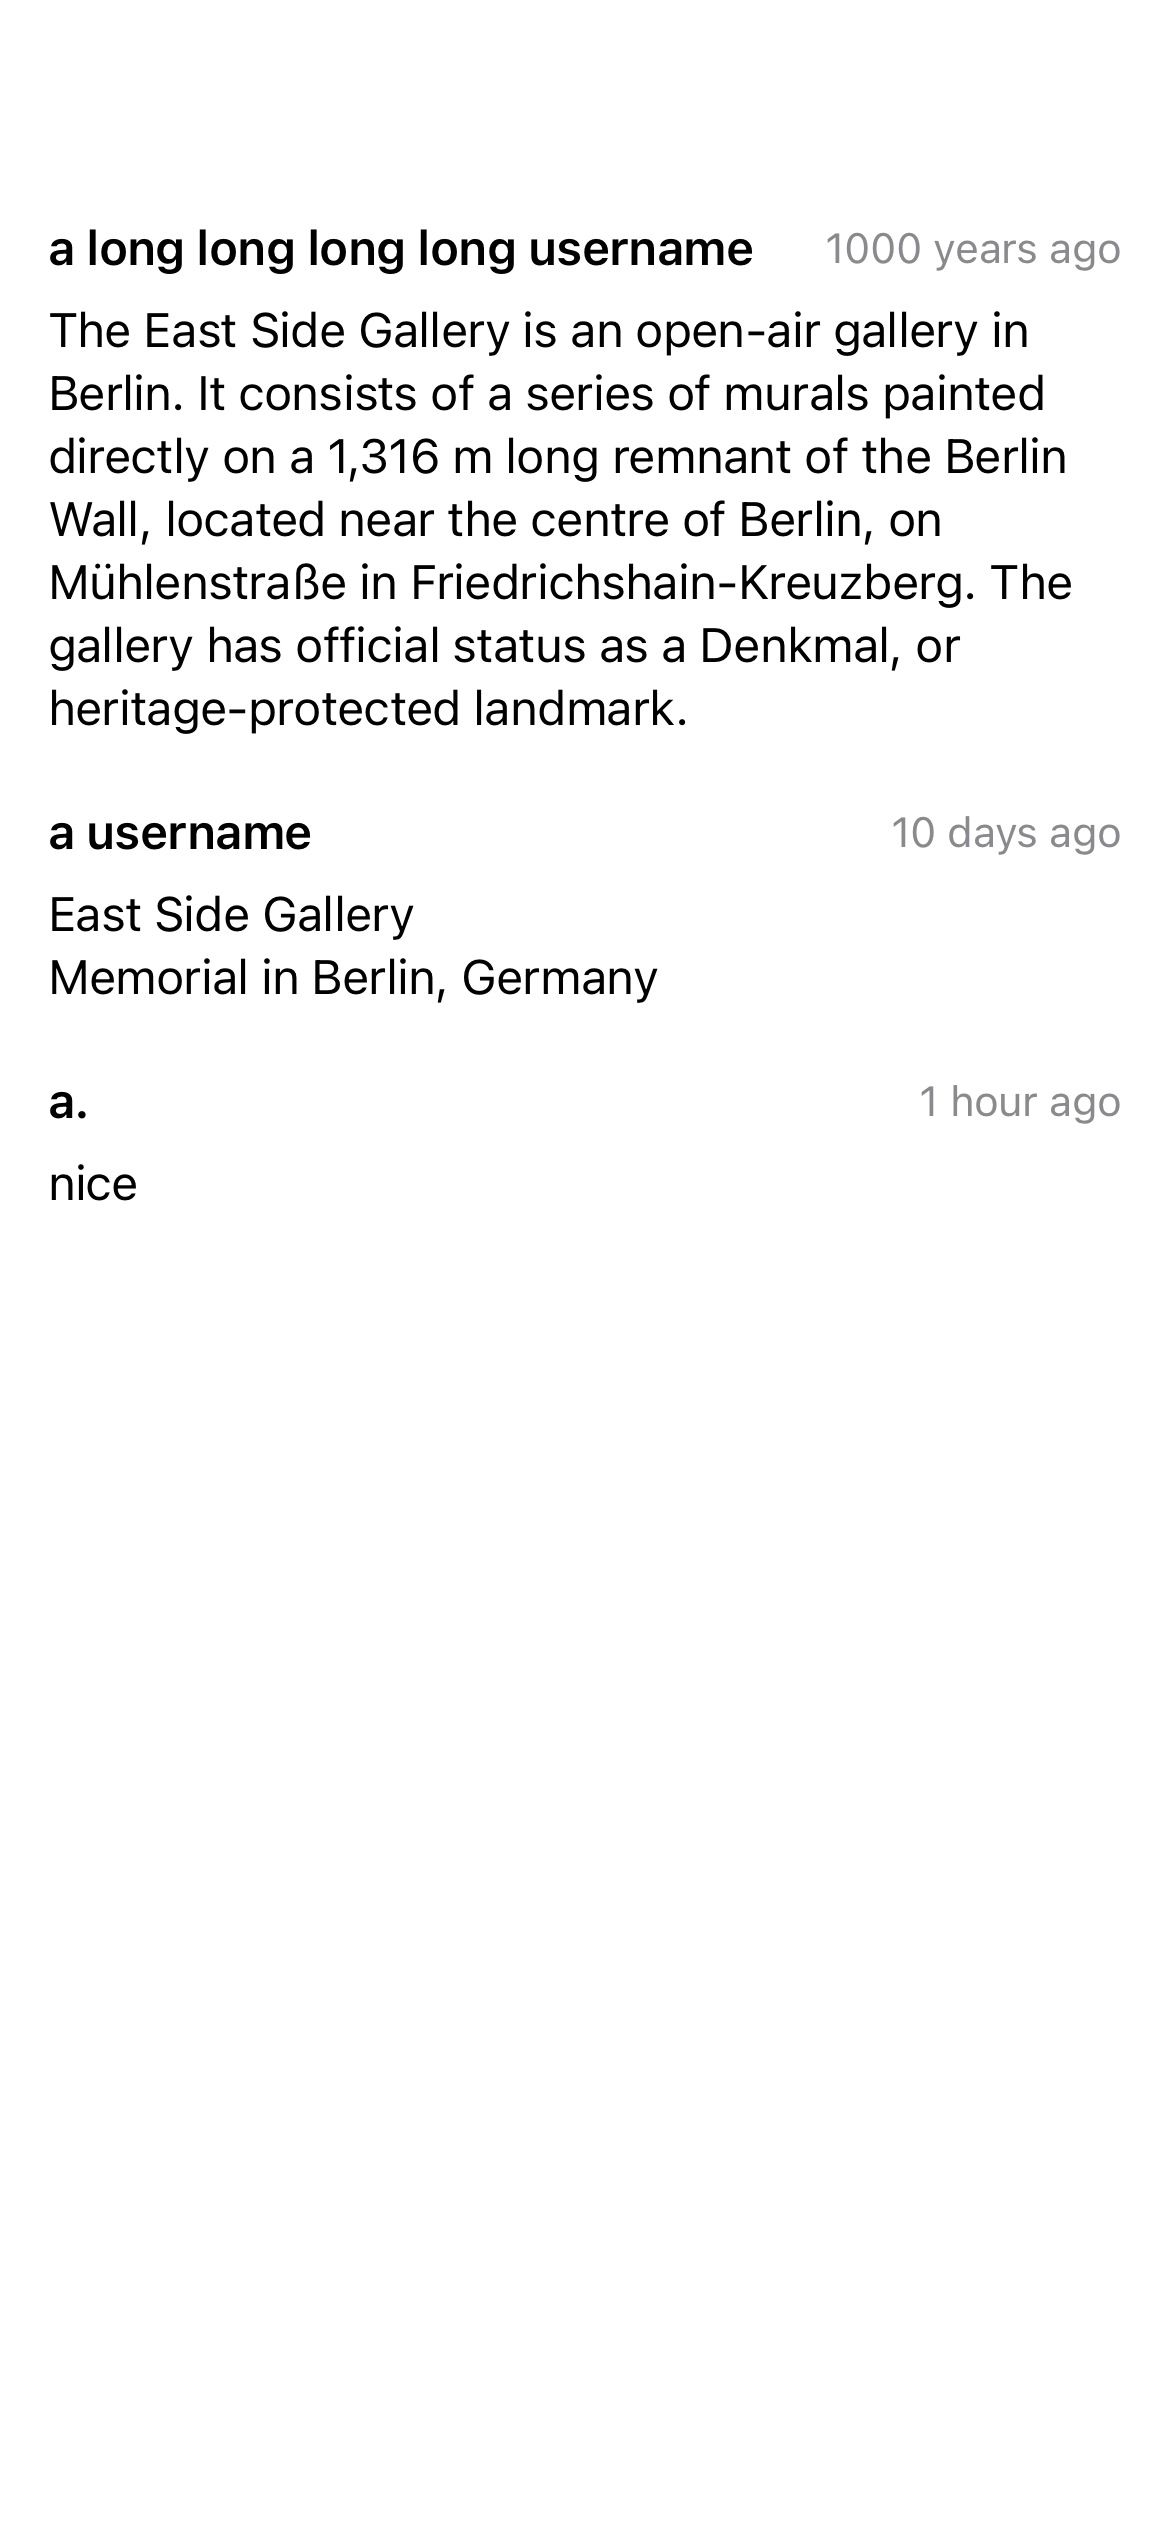 a long long long long username 1000 years ago
The East Side Gallery is an open-air gallery in
Berlin. It consists of a series of murals painted
directly on a 1,316 m long remnant of the Berlin
Wall, located near the centre of Berlin, on
Mühlenstraße in Friedrichshain-Kreuzberg. The
gallery has official status as a Denkmal, or
heritage-protected landmark.
a username 10 days ago
East Side Gallery
Memorial in Berlin, Germany
a. 1 hour ago
nice